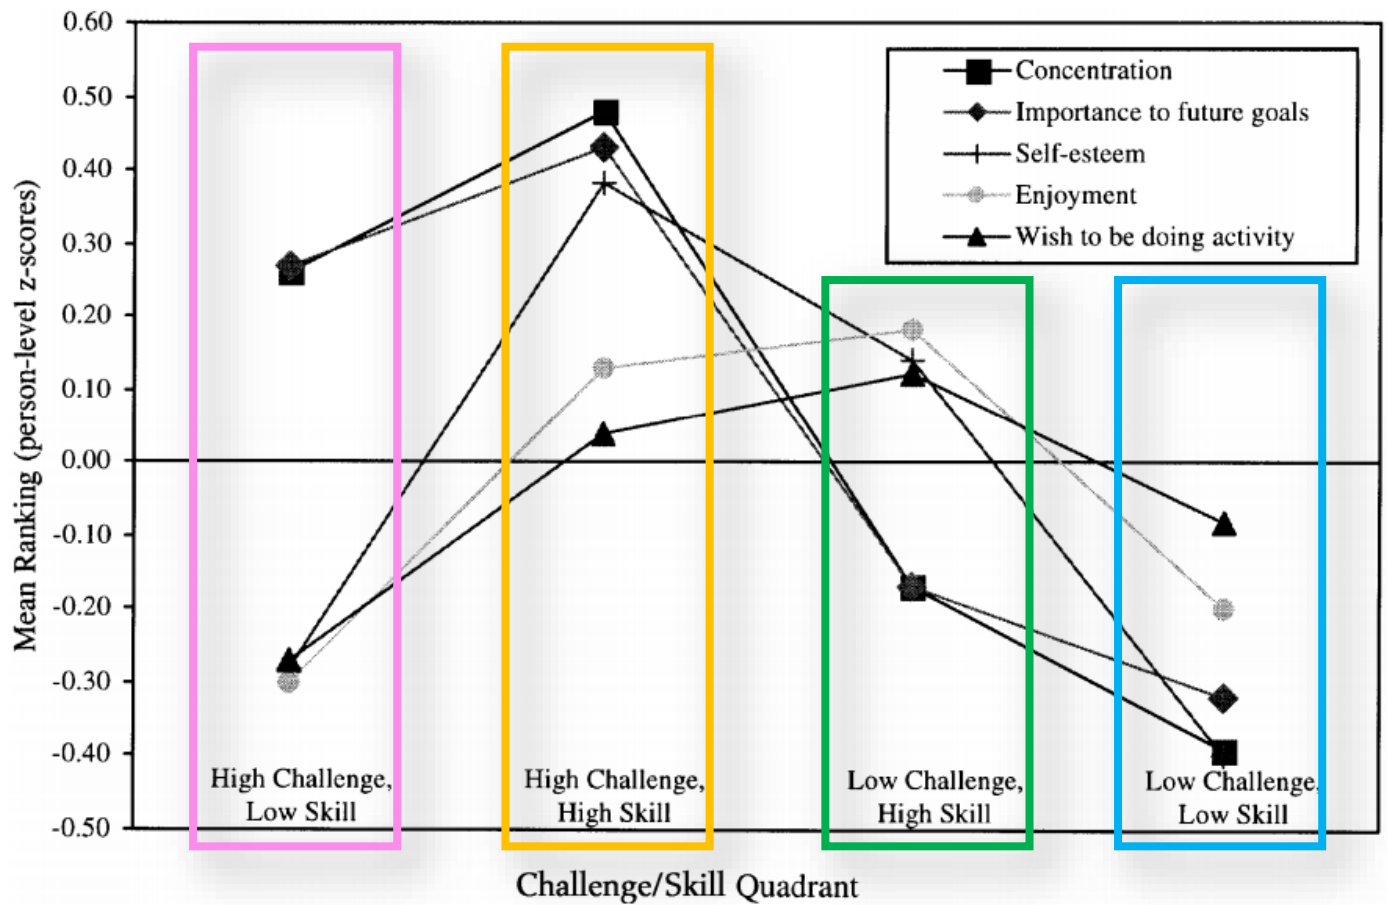 0.60
0.50
0.40
0.30
0.20
0.10
0.00
-0.10
-0.20
-0.30
-0.40
-0.50
Mean Ranking (person-level z-scores)
Concentration
Importance to future goals
Self-esteem
Enjoyment
Wish to be doing activity
High Challenge,
Low Skill
High Challenge,
High Skill
Low Challenge,
High Skill
Low Challenge,
Low Skill
Challenge/Skill Quadrant